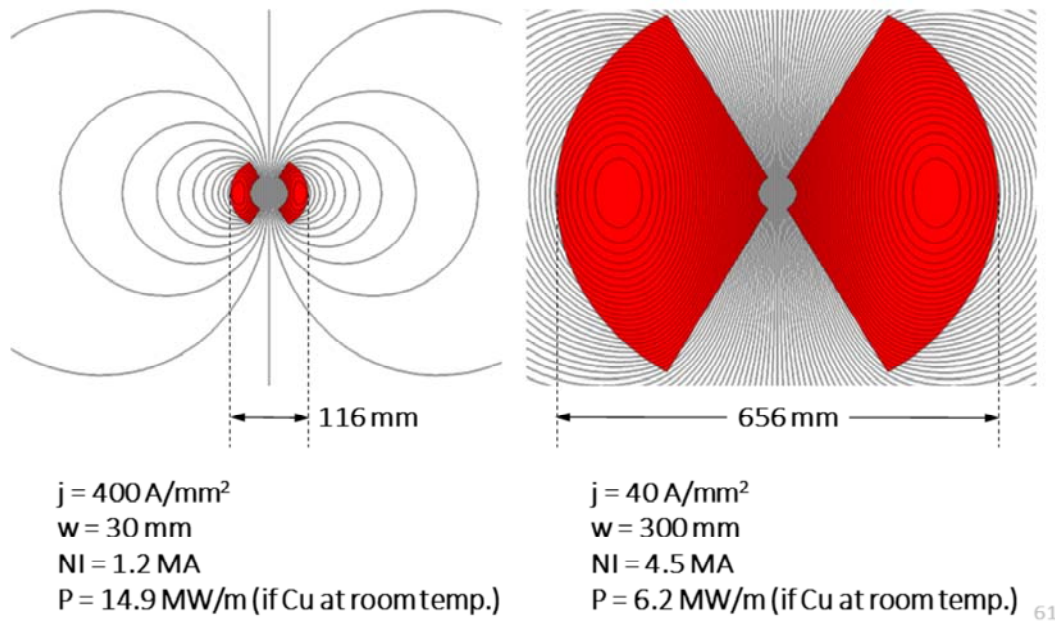 116 mm
656 mm
j = 400 A/mm²
w = 30 mm
NI = 1.2 MA
P = 14.9 MW/m (if Cu at room temp.)
j = 40 A/mm²
w = 300 mm
NI = 4.5 MA
P = 6.2 MW/m (if Cu at room temp.)
61